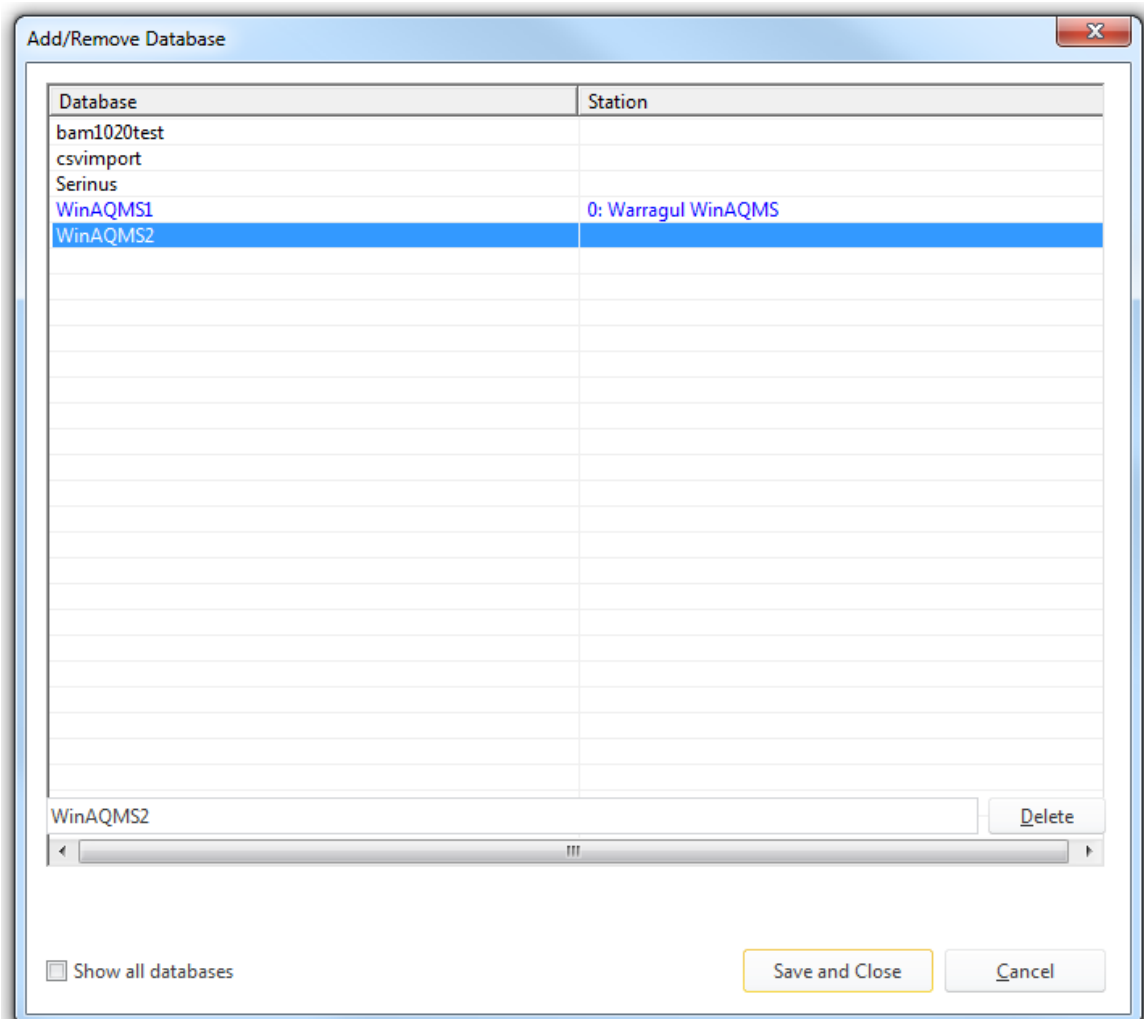 Add/Remove Database
Database Station
bam1020test
csvimport
Serinus
WinAQMS1 0: Warragul WinAQMS
WinAQMS2
WinAQMS2 Delete
Show all databases Save and Close Cancel